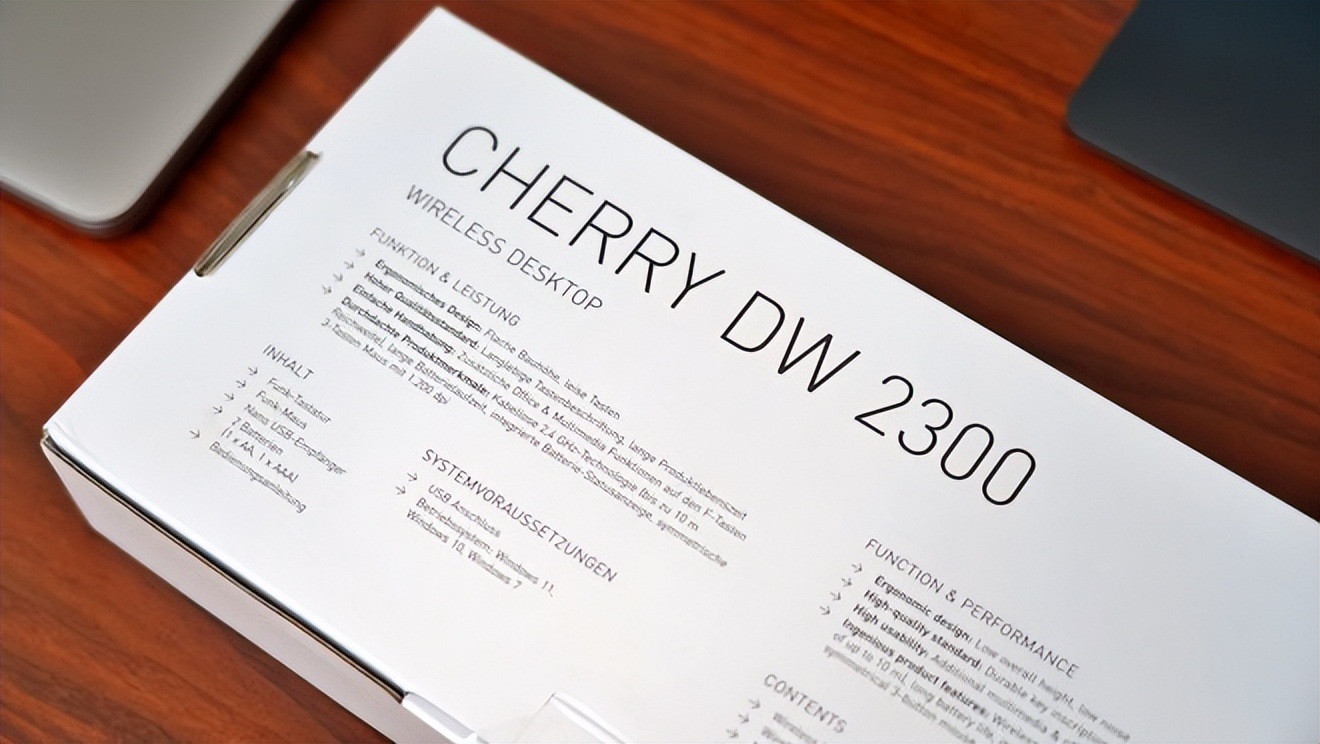 CHERRY DW 2300
WIRELESS DESKTOP
FUNKTION & LEISTUNG
→ Ergonomisches Design: Flache Bauhöhe, leise Tasten
→ Hoher Qualitätsstandard: Langlebige Tastenbeschriftung, lange Produktlebenszeit
→ Einfache Handhabung: Zusätzliche Office & Multimedia Funktionen auf den F-Tasten
→ Durchdachte Produktmerkmale: Kabellose 2,4 GHz-Technologie (bis zu 10 m
Reichweite), lange Batterielaufzeit, integrierte Batterie-Statusanzeige, symmetrische
3-Tasten Maus mit 1.200 dpi
INHALT
→ Funk-Tastatur
→ Funk-Maus
→ Nano USB-Empfänger
→ 2 Batterien
(1 x AA, 1 x AAA)
→ Bedienungsanleitung
SYSTEMVORAUSSETZUNGEN
→ USB Anschluss
→ Betriebssystem: Windows 11,
Windows 10, Windows 7
FUNCTION & PERFORMANCE
→ Ergonomic design: Low overall height, low noise
→ High-quality standard: Durable key inscription
→ High usability: Additional multimedia &
→ Ingenious product features: Wireless
of up to 10 m), long battery life,
symmetrical 3-button mouse
CONTENTS
→ Wireless
→ Wireless